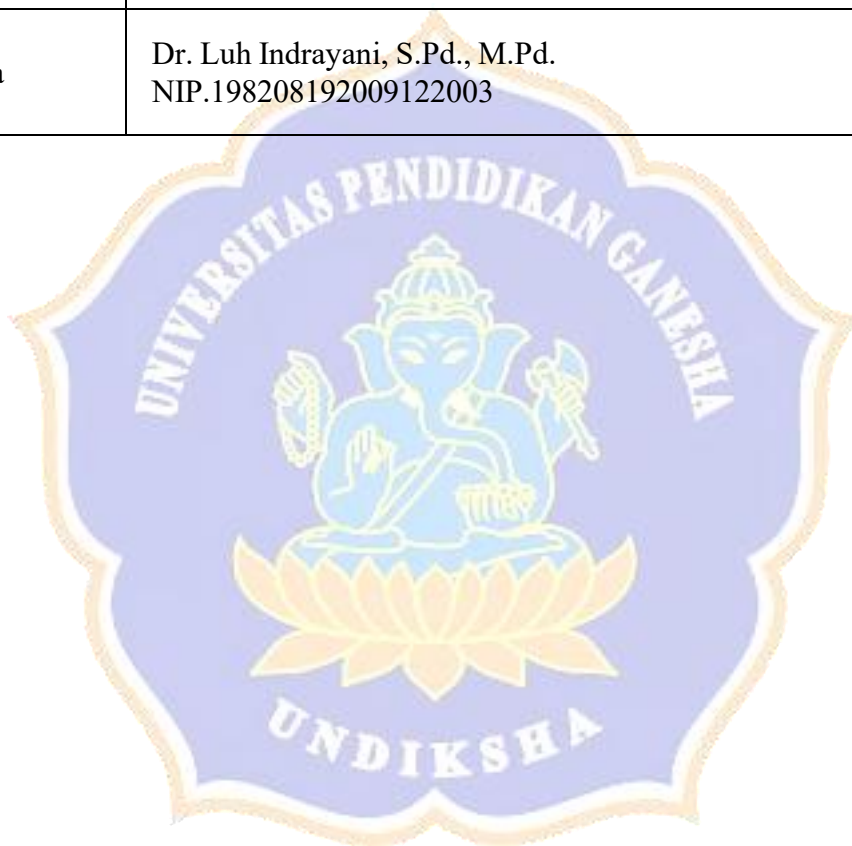 a
Dr. Luh Indrayani, S.Pd., M.Pd.
NIP.198208192009122003
UNIVERSITAS PENDIDIKAN GANESHA
UNDIKSHA